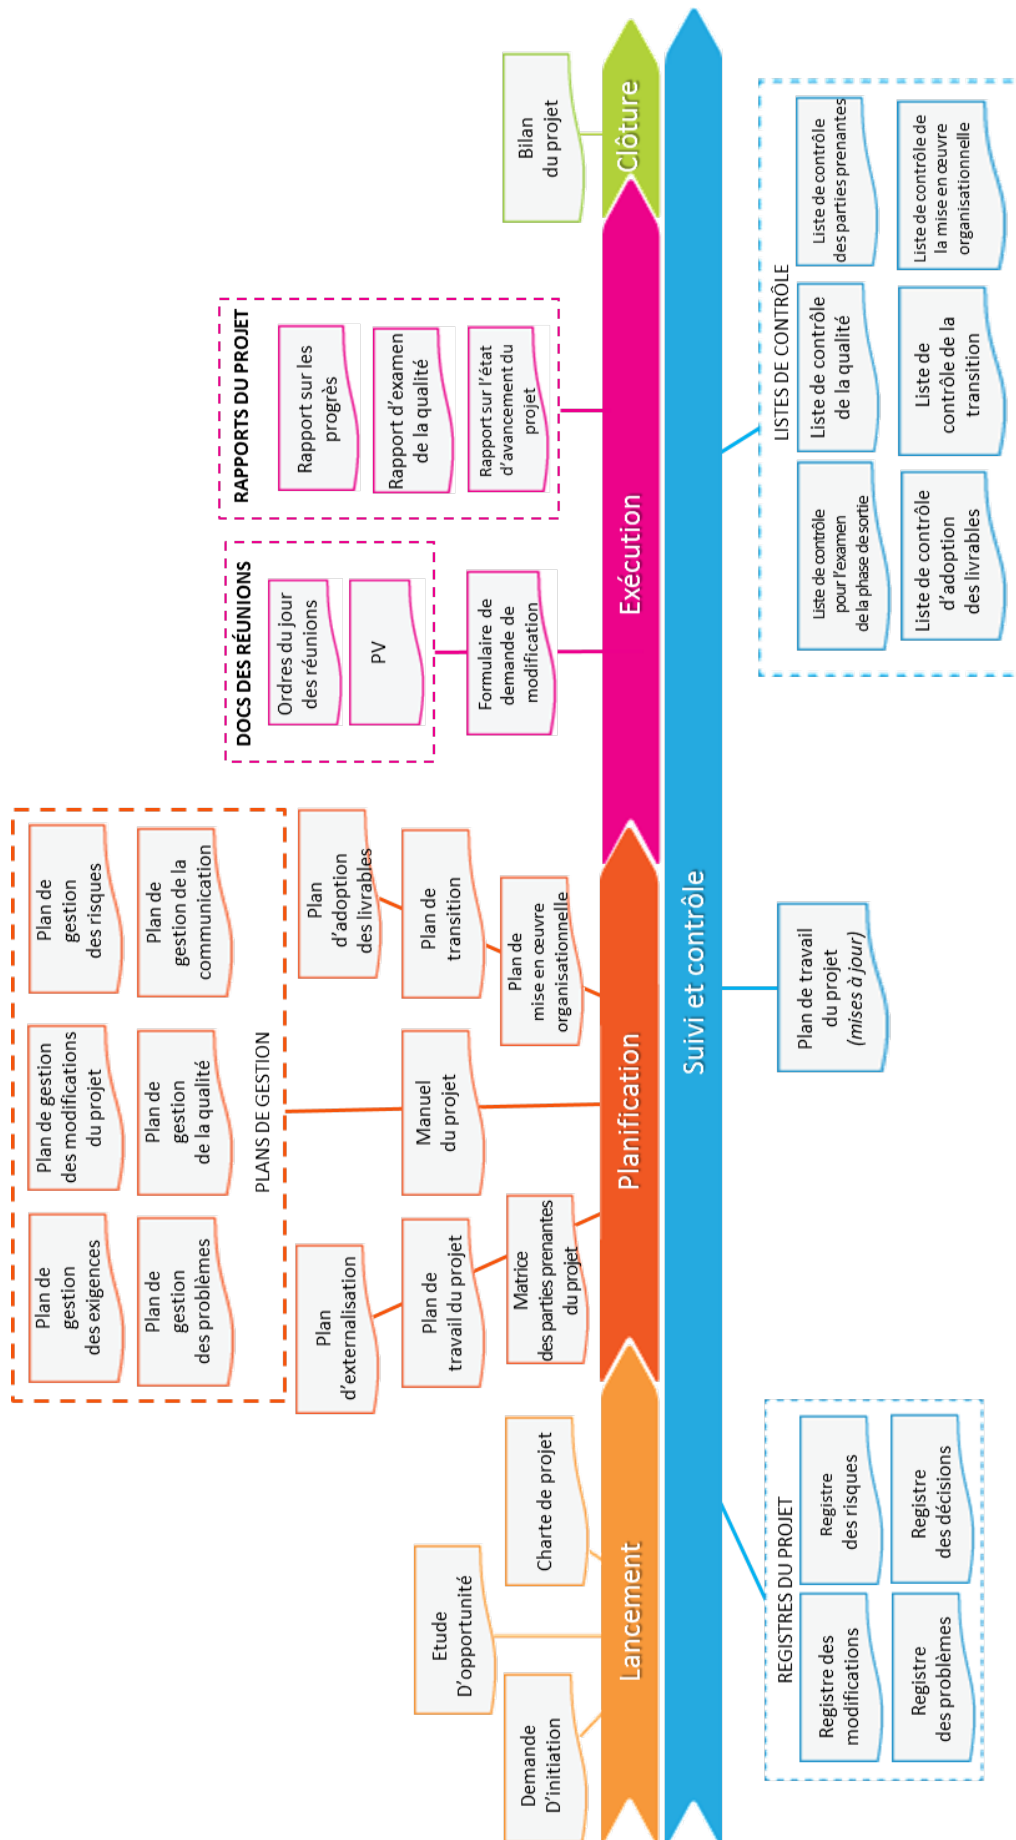 PLANS DE GESTION
Plan de
gestion
des exigences
Plan de gestion
des modifications
du projet
Plan de
gestion
des risques
Plan de
gestion
des problèmes
Plan de
gestion
de la qualité
Plan de
gestion de la
communication
Demande
D'initiation
Etude
D'opportunité
Charte de projet
Plan
d'externalisation
Plan de
travail du projet
Matrice
des parties prenantes
du projet
Manuel
du projet
Plan
d'adoption
des livrables
Plan de
transition
Plan de
mise en œuvre
organisationnelle
DOCS DES RÉUNIONS
Ordres du jour
des réunions
PV
Formulaire de
demande de
modification
RAPPORTS DU PROJET
Rapport sur les
progrès
Rapport d'examen
de la qualité
Rapport sur l'état
d'avancement du
projet
Bilan
du projet
Lancement
Planification
Exécution
Clôture
Suivi et contrôle
REGISTRES DU PROJET
Registre des
modifications
Registre
des risques
Registre
des problèmes
Registre
des décisions
Plan de travail
du projet
(mises à jour)
LISTES DE CONTRÔLE
Liste de contrôle
pour l'examen
de la phase de sortie
Liste de contrôle
de la qualité
Liste de contrôle
des parties prenantes
Liste de contrôle
d'adoption
des livrables
Liste de
contrôle de la
transition
Liste de contrôle de
la mise en œuvre
organisationnelle